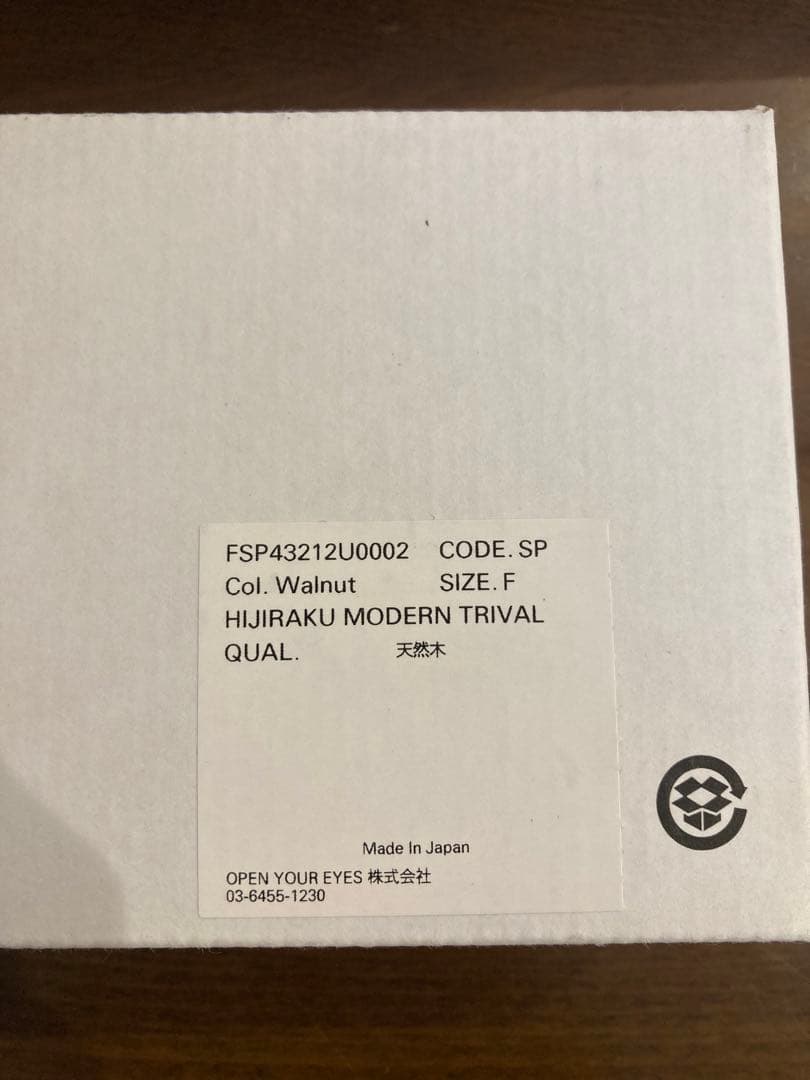 FSP43212U0002 CODE. SP
Col. Walnut SIZE. F
HIJIRAKU MODERN TRIVAL
QUAL. 天然木
Made In Japan
OPEN YOUR EYES 株式会社
03-6455-1230